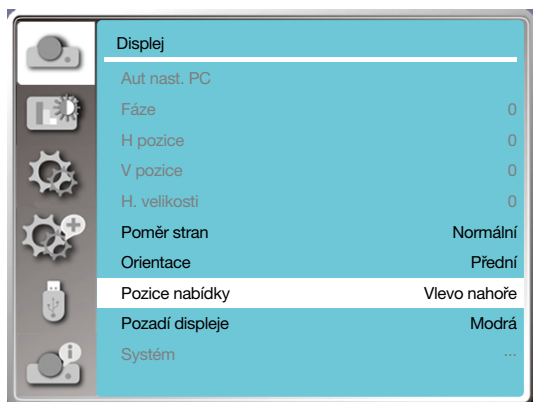 Displej
Aut nast. PC
Fáze 0
H pozice 0
V pozice 0
H. velikosti 0
Poměr stran Normální
Orientace Přední
Pozice nabídky Vlevo nahoře
Pozadí displeje Modrá
Systém ...